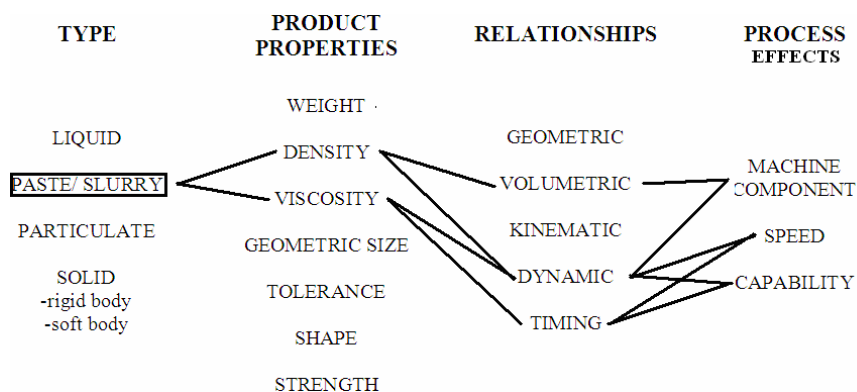 TYPE
PRODUCT
PROPERTIES
RELATIONSHIPS
PROCESS
EFFECTS
WEIGHT
LIQUID
DENSITY
GEOMETRIC
PASTE/ SLURRY
VISCOSITY
VOLUMETRIC
MACHINE
COMPONENT
PARTICULATE
GEOMETRIC SIZE
KINEMATIC
SPEED
SOLID
-rigid body
-soft body
TOLERANCE
DYNAMIC
CAPABILITY
SHAPE
TIMING
STRENGTH